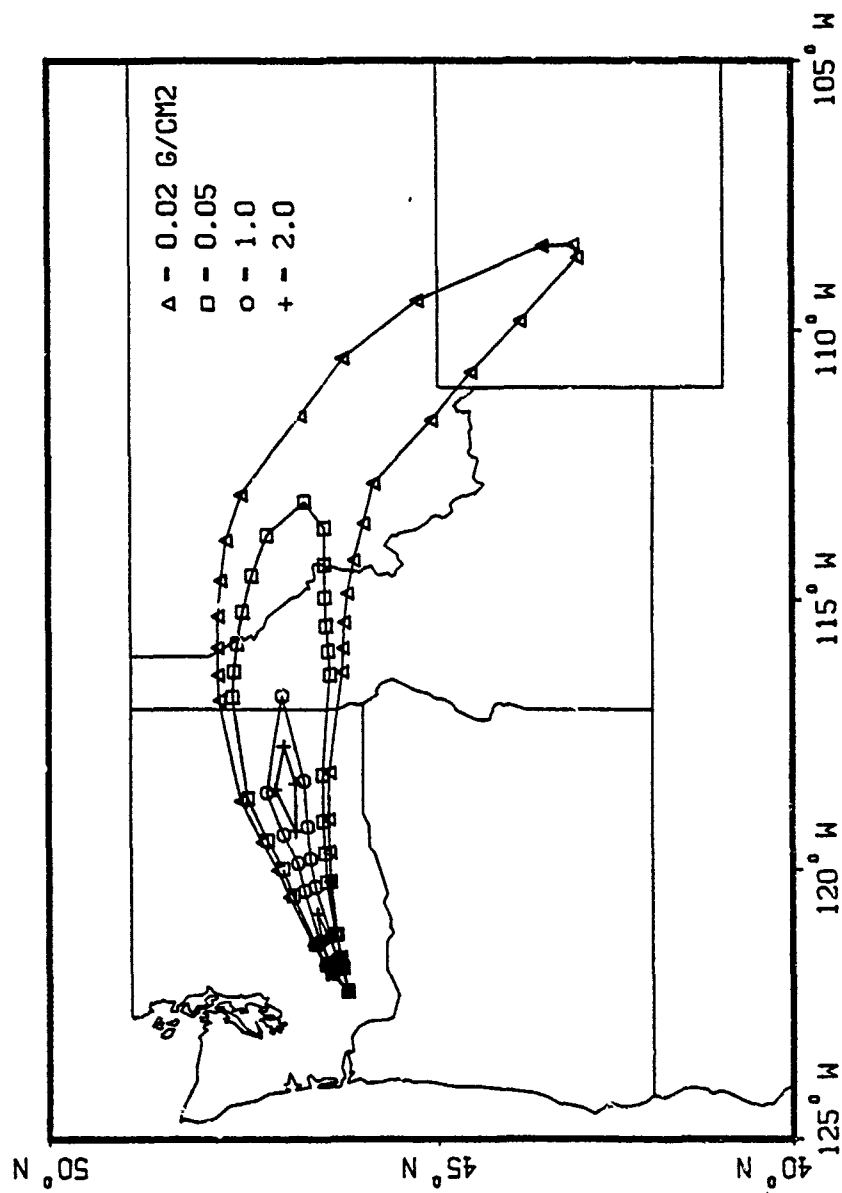 △ - 0.02 G/CM2
□ - 0.05
○ - 1.0
+ - 2.0
50° N
45° N
40° N
125° W
120° W
115° W
110° W
105° W